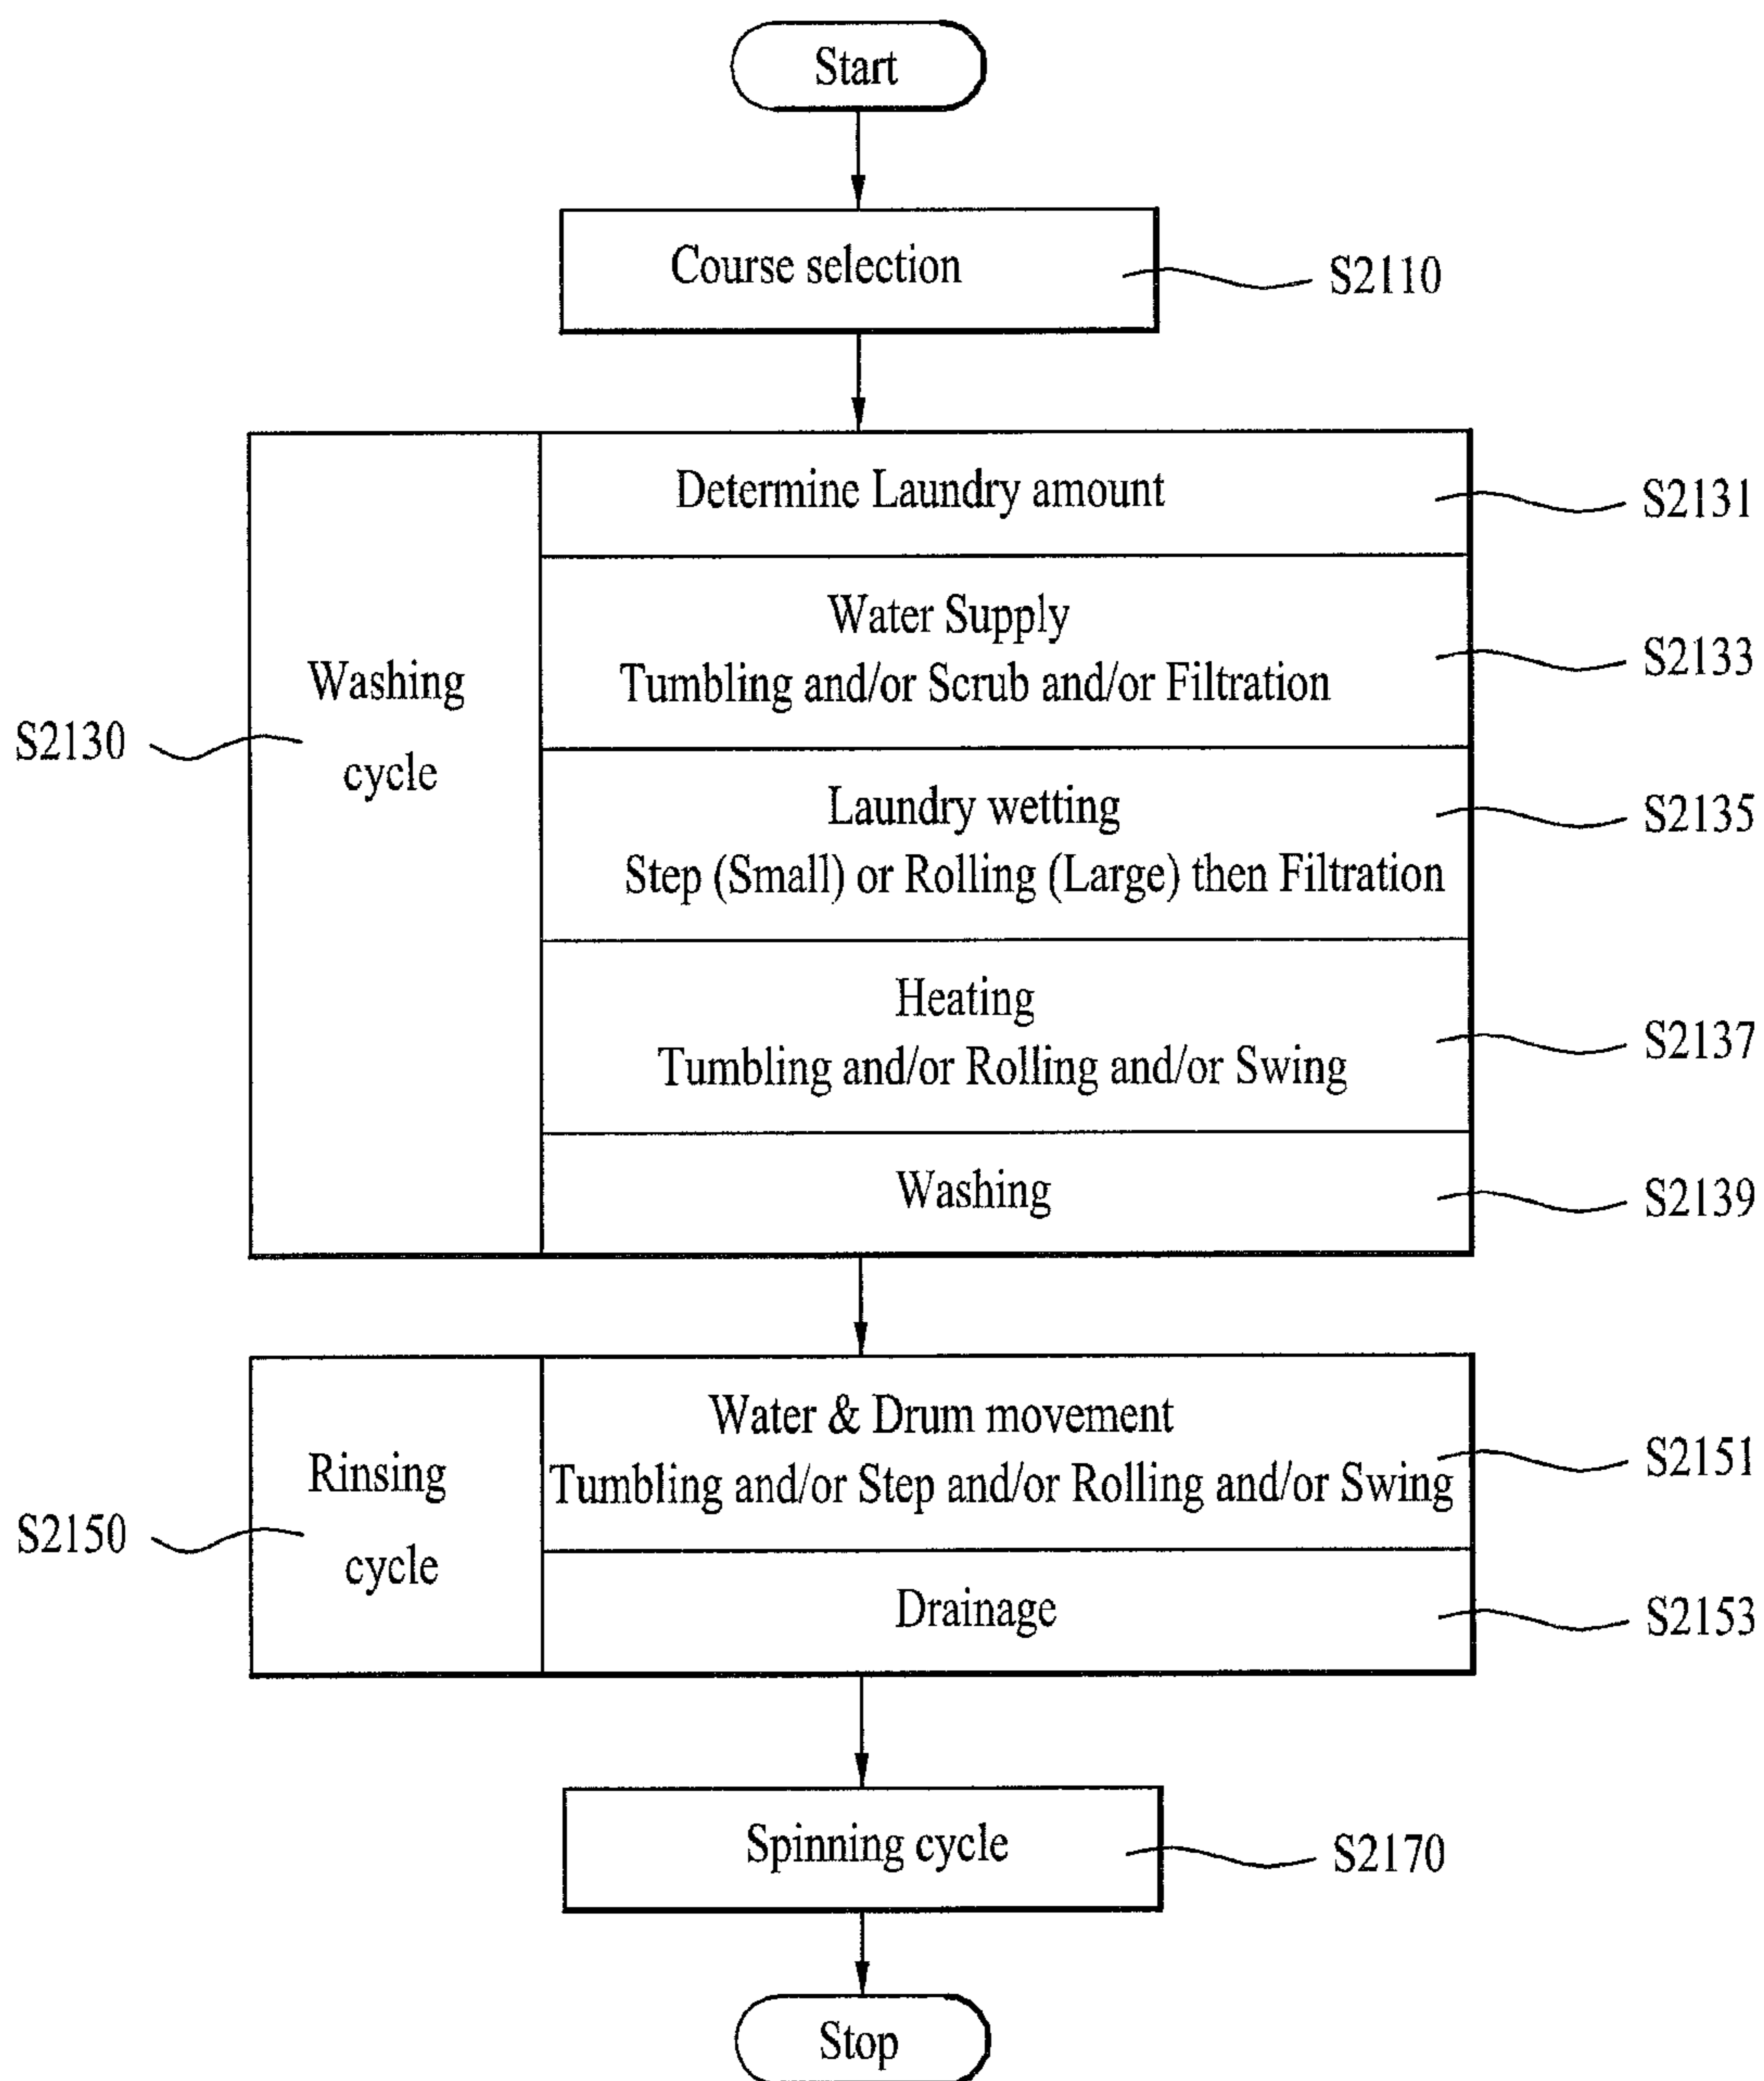 Start
Course selection
S2110
Washing
cycle
S2130
Determine Laundry amount
S2131
Water Supply
Tumbling and/or Scrub and/or Filtration
S2133
Laundry wetting
Step (Small) or Rolling (Large) then Filtration
S2135
Heating
Tumbling and/or Rolling and/or Swing
S2137
Washing
S2139
Rinsing
cycle
S2150
Water & Drum movement
Tumbling and/or Step and/or Rolling and/or Swing
S2151
Drainage
S2153
Spinning cycle
S2170
Stop